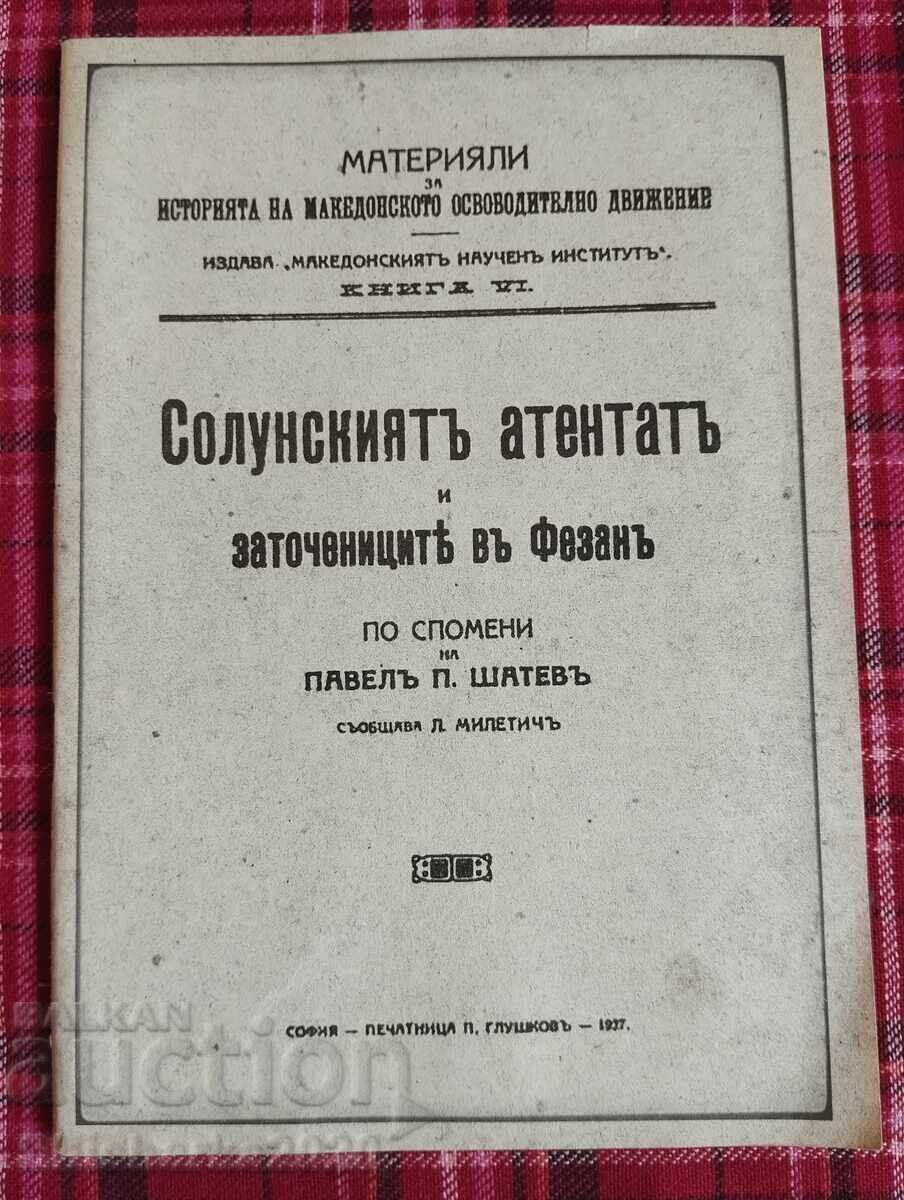 МАТЕРИЯЛИ
ЗА
ИСТОРИЯТА НА МАКЕДОНСКОТО ОСВОБОДИТЕЛНО ДВИЖЕНИЕ
ИЗДАВА „МАКЕДОНСКИЯТЪ НАУЧЕНЪ ИНСТИТУТЪ“.
КНИГА VI.
Солунскиятъ атентатъ
и
заточеницитѣ въ Фезанъ
ПО СПОМЕНИ
НА
ПАВЕЛЪ П. ШАТЕВЪ
СЪОБЩАВА Л. МИЛЕТИЧЪ
СОФИЯ — ПЕЧАТНИЦА П. ГЛУШКОВЪ — 1927.
BALKAN
auction